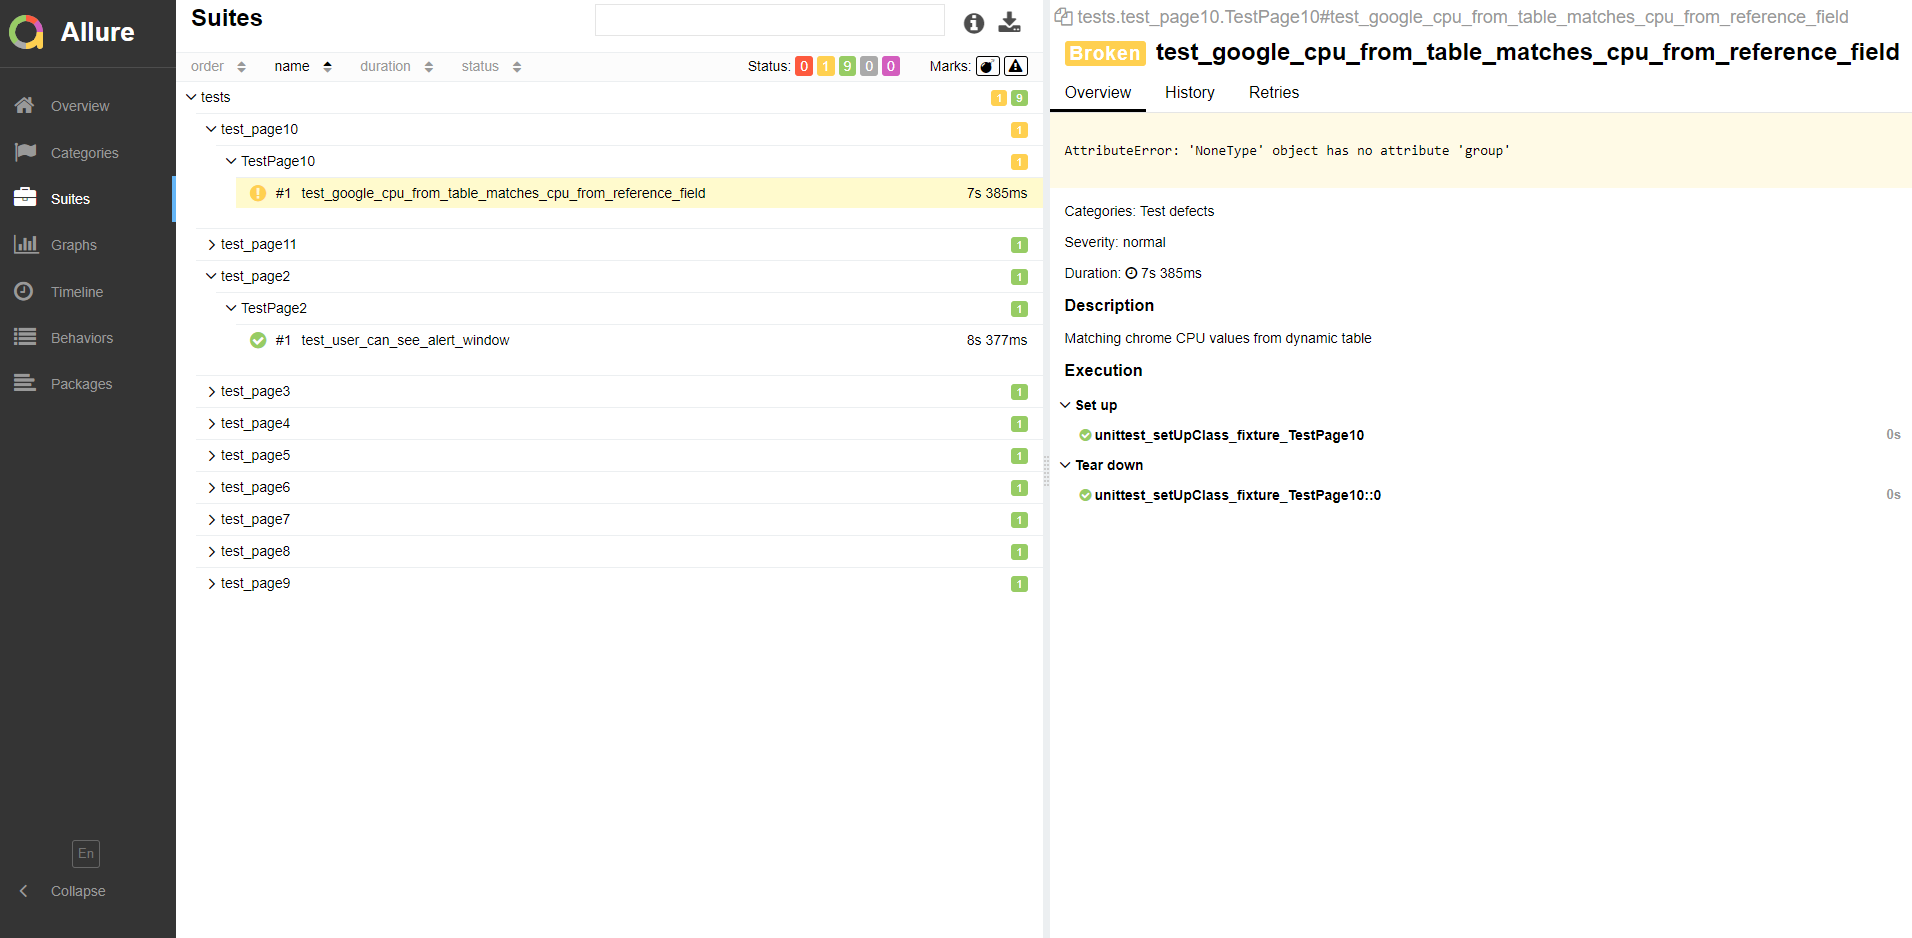 Allure
Overview
Categories
Suites
Graphs
Timeline
Behaviors
Packages
En
Collapse
Suites
order name duration status Status: 0 1 9 0 0 Marks:
tests 1 9
test_page10 1
TestPage10 1
#1 test_google_cpu_from_table_matches_cpu_from_reference_field 7s 385ms
test_page11 1
test_page2 1
TestPage2 1
#1 test_user_can_see_alert_window 8s 377ms
test_page3 1
test_page4 1
test_page5 1
test_page6 1
test_page7 1
test_page8 1
test_page9 1
tests.test_page10.TestPage10#test_google_cpu_from_table_matches_cpu_from_reference_field
Broken test_google_cpu_from_table_matches_cpu_from_reference_field
Overview History Retries
AttributeError: 'NoneType' object has no attribute 'group'
Categories: Test defects
Severity: normal
Duration: 7s 385ms
Description
Matching chrome CPU values from dynamic table
Execution
Set up
unittest_setUpClass_fixture_TestPage10 0s
Tear down
unittest_setUpClass_fixture_TestPage10::0 0s